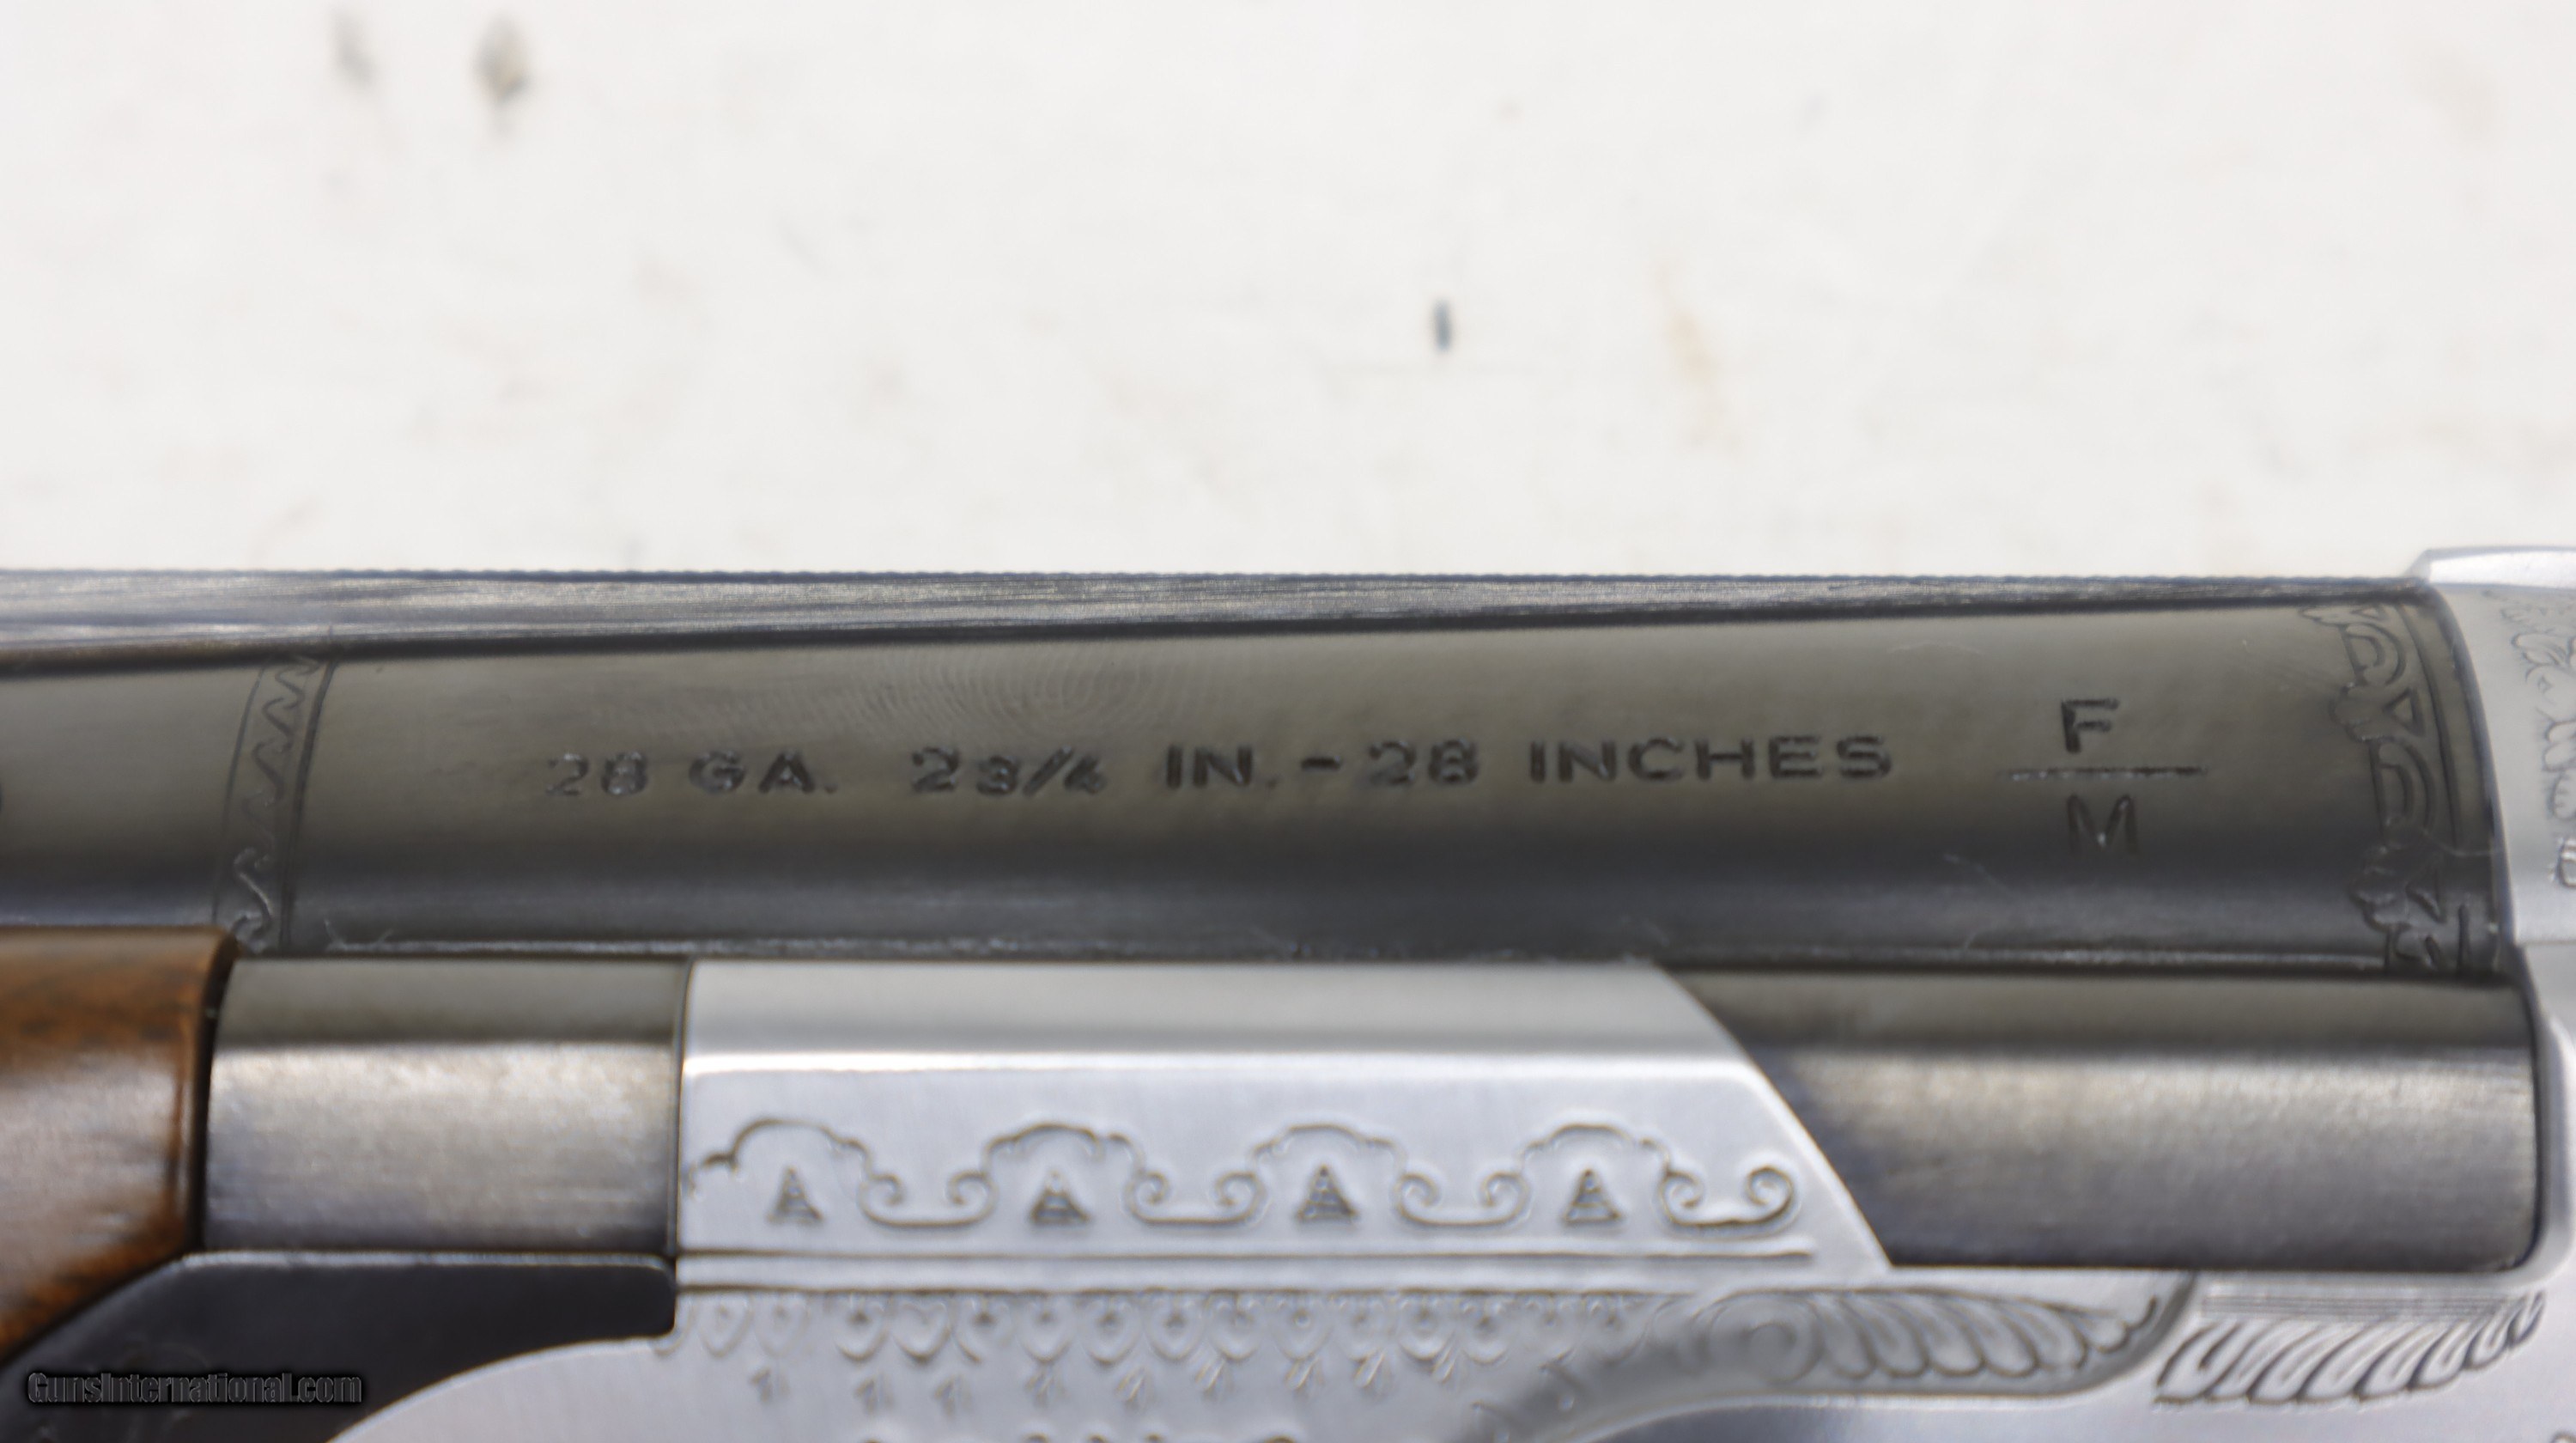 28 GA. 2 3/4 IN. - 28 INCHES
F
M
GunsInternational.com